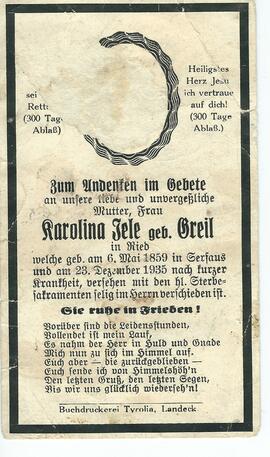 Heiligstes
sei Herz Jesu
Rett: ich vertraue
(300 Tag. auf dich!
Ablaß) (300 Tage
Ablaß.)
Zum Andenken im Gebete
an unsere liebe und unvergeßliche
Mutter, Frau
Karolina Jele geb. Greil
in Ried
welche geb. am 6. Mai 1859 in Serfaus
und am 23. Dezember 1935 nach kurzer
Krankheit, versehen mit den hl. Sterbe-
sakramenten selig im Herrn verschieden ist.
Sie ruhe in Frieden!
Vorüber sind die Leidensstunden,
Vollendet ist mein Lauf,
Es nahm der Herr in Huld und Gnade
Mich nun zu sich im Himmel auf.
Euch aber — die zurückgeblieben —
Euch sende ich von Himmelshöh'n
Den letzten Gruß, den letzten Segen,
Bis wir uns glücklich wiederseh'n!
Buchdruckerei Tyrolia, Landeck.